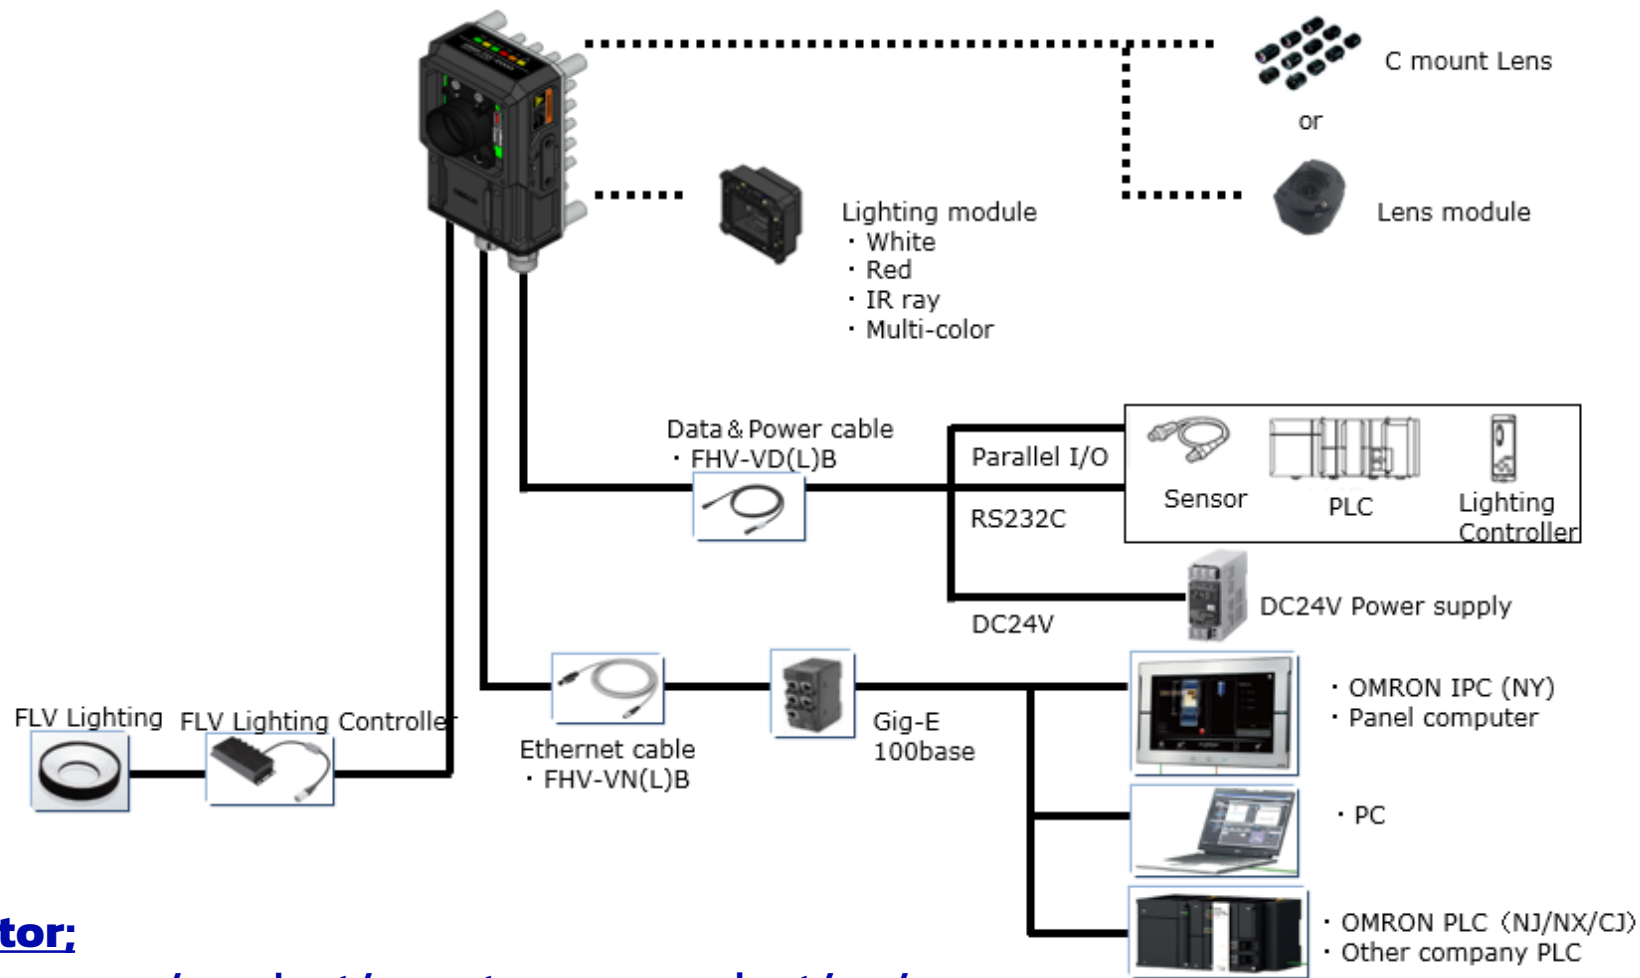 C mount Lens
or
Lens module
Lighting module
・White
・Red
・IR ray
・Multi-color
Data&Power cable
・FHV-VD(L)B
Parallel I/O
RS232C
DC24V
Sensor
PLC
Lighting
Controller
DC24V Power supply
FLV Lighting
FLV Lighting Controller
Ethernet cable
・FHV-VN(L)B
Gig-E
100base
・OMRON IPC (NY)
・Panel computer
・PC
・OMRON PLC（NJ/NX/CJ）
・Other company PLC
tor;